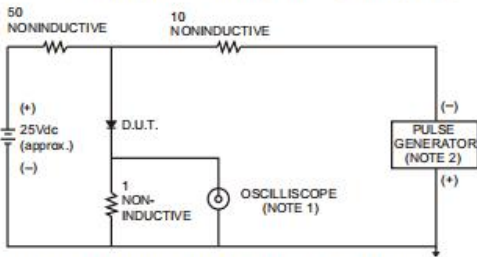 50
NONINDUCTIVE
10
NONINDUCTIVE
(+)
25Vdc
(approx.)
(−)
D.U.T.
1
NON-
INDUCTIVE
OSCILLISCOPE
(NOTE 1)
(−)
PULSE
GENERATOR
(NOTE 2)
(+)